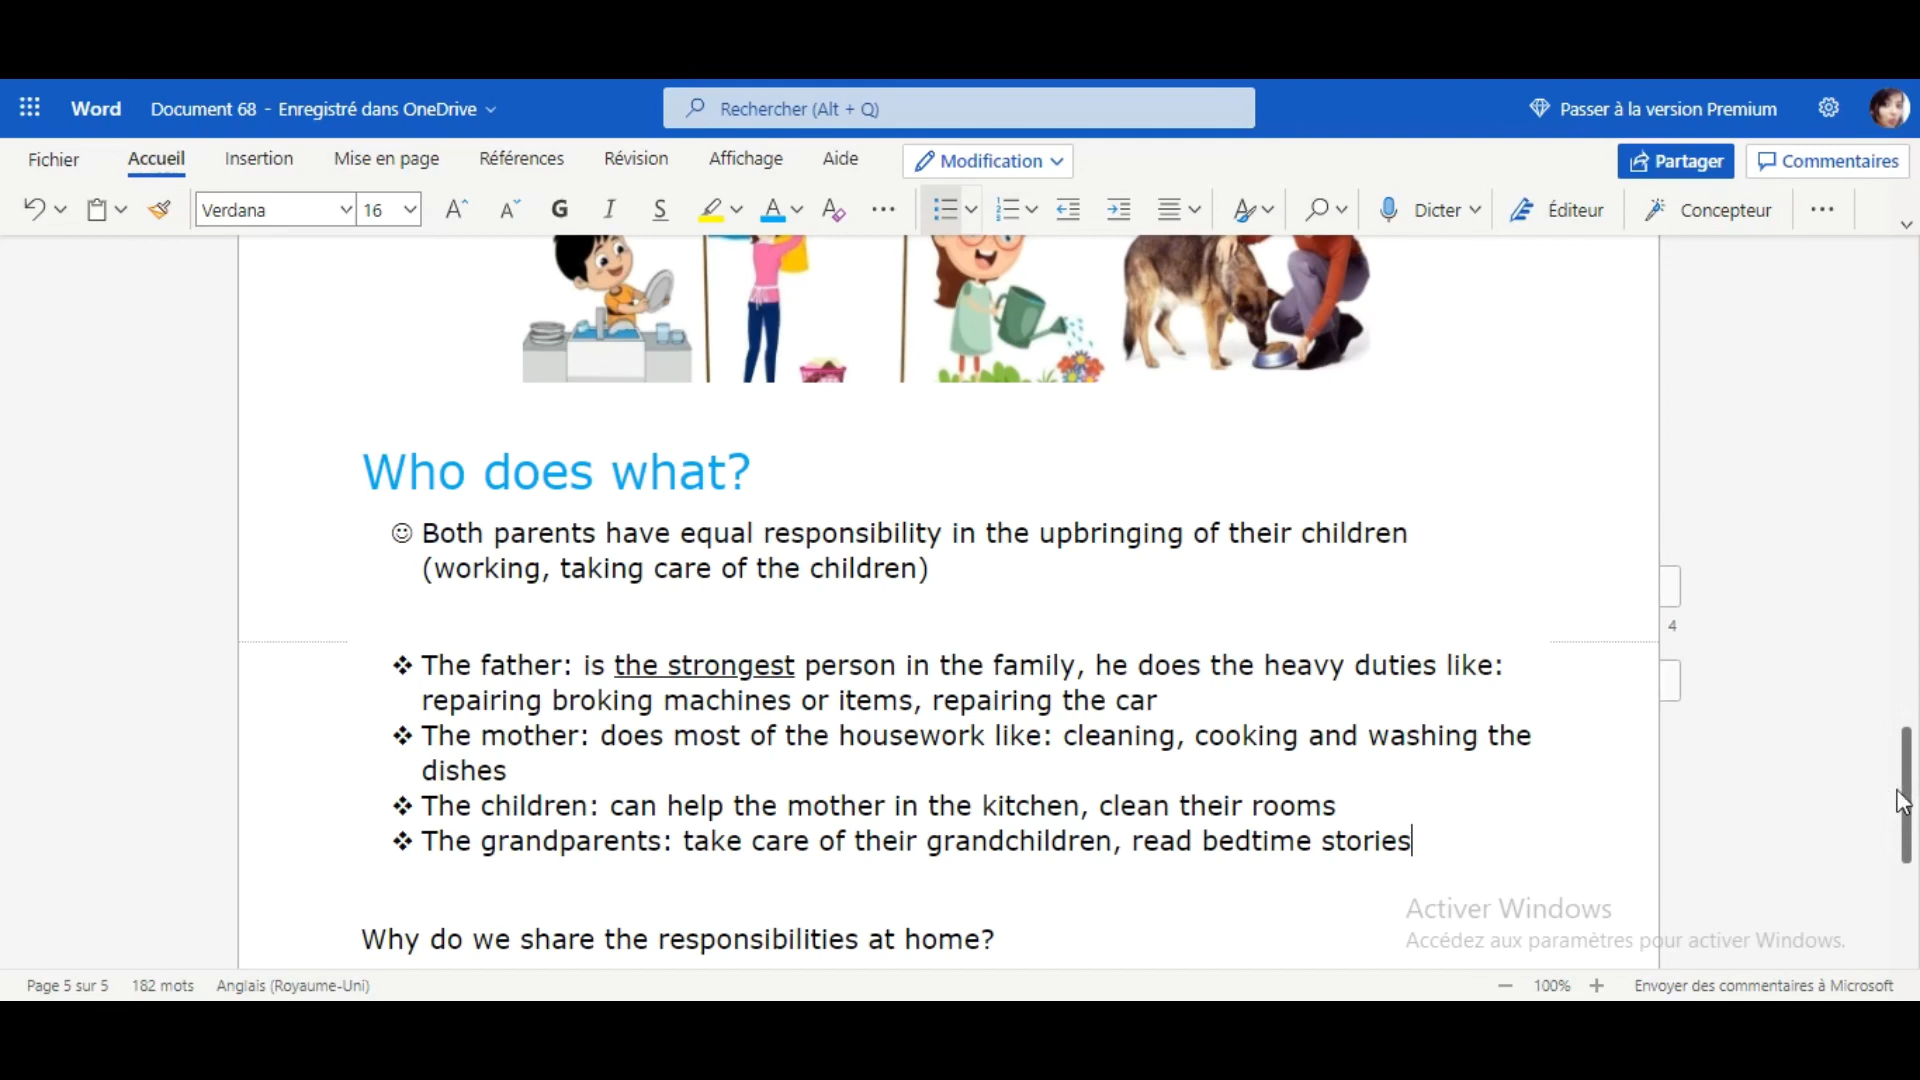 Word Document 68 - Enregistré dans OneDrive Rechercher (Alt + Q) Passer à la version Premium
Fichier Accueil Insertion Mise en page Références Révision Affichage Aide Modification Partager Commentaires
Verdana 16 A A G I S A A Dicter Éditeur Concepteur
Who does what?
Both parents have equal responsibility in the upbringing of their children
(working, taking care of the children)
4
The father: is the strongest person in the family, he does the heavy duties like:
repairing broking machines or items, repairing the car
The mother: does most of the housework like: cleaning, cooking and washing the
dishes
The children: can help the mother in the kitchen, clean their rooms
The grandparents: take care of their grandchildren, read bedtime stories
Activer Windows
Why do we share the responsibilities at home?
Accédez aux paramètres pour activer Windows.
Page 5 sur 5 182 mots Anglais (Royaume-Uni) 100% Envoyer des commentaires à Microsoft